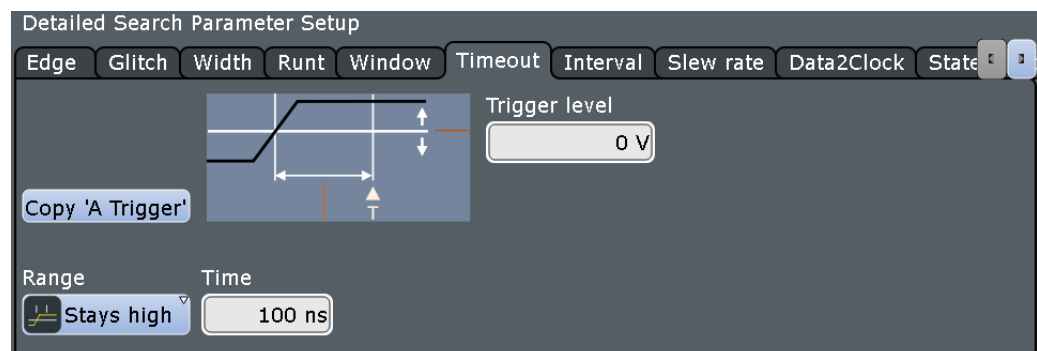 Detailed Search Parameter Setup
Edge Glitch Width Runt Window Timeout Interval Slew rate Data2Clock State
Trigger level
0 V
Copy 'A Trigger'
T
Range Time
Stays high 100 ns